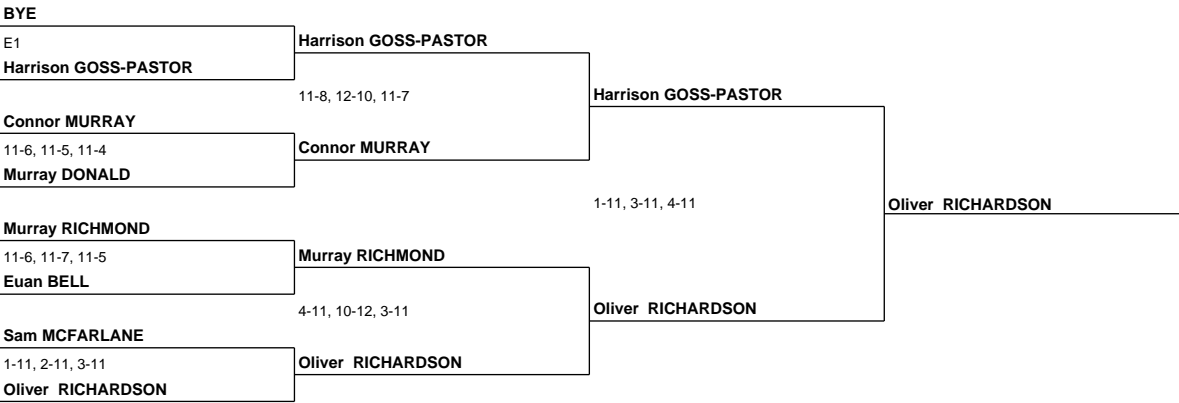 BYE
E1
Harrison GOSS-PASTOR
Harrison GOSS-PASTOR
11-8, 12-10, 11-7
Harrison GOSS-PASTOR
Connor MURRAY
11-6, 11-5, 11-4
Connor MURRAY
Murray DONALD
1-11, 3-11, 4-11
Oliver RICHARDSON
Murray RICHMOND
11-6, 11-7, 11-5
Murray RICHMOND
Euan BELL
4-11, 10-12, 3-11
Oliver RICHARDSON
Sam MCFARLANE
1-11, 2-11, 3-11
Oliver RICHARDSON
Oliver RICHARDSON